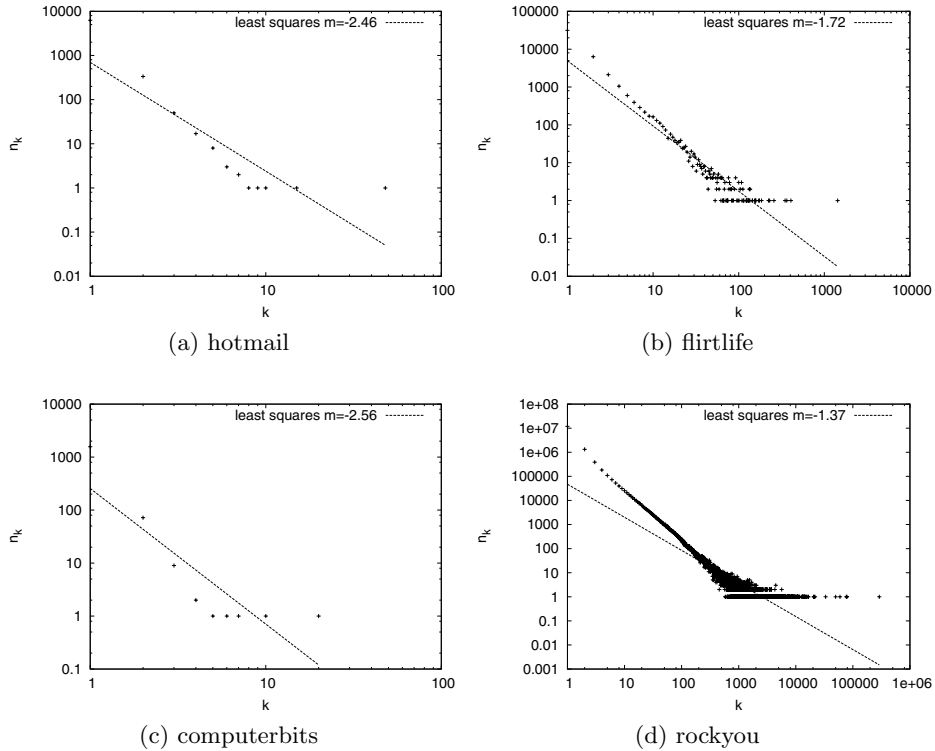 least squares m=-2.46
10000
1000
100
10
1
0.1
0.01
n_k
1
10
100
k
(a) hotmail
least squares m=-1.72
100000
10000
1000
100
10
1
0.1
0.01
n_k
1
10
100
1000
10000
k
(b) flirtlife
least squares m=-2.56
10000
1000
100
10
1
0.1
n_k
1
10
100
k
(c) computerbits
least squares m=-1.37
1e+08
1e+07
1e+06
100000
10000
1000
100
10
1
0.1
0.01
0.001
n_k
1
10
100
1000
10000
100000
1e+06
k
(d) rockyou